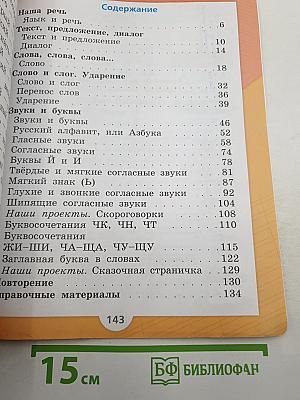 Содержание
Наша речь
Язык и речь 6
Текст, предложение, диалог
Текст и предложение 10
Диалог 14
Слова, слова, слова...
Слово 18
Слово и слог. Ударение
Слово и слог 32
Перенос слов 36
Ударение 39
Звуки и буквы
Звуки и буквы 46
Русский алфавит, или Азбука 52
Гласные звуки 58
Согласные звуки 74
Буквы Й и И 78
Твёрдые и мягкие согласные звуки 81
Мягкий знак (Ь) 87
Глухие и звонкие согласные звуки 92
Шипящие согласные звуки 104
Наши проекты. Скороговорки 108
Буквосочетания ЧК, ЧН, ЧТ 110
Буквосочетания
ЖИ–ШИ, ЧА–ЩА, ЧУ–ЩУ 115
Заглавная буква в словах 122
Наши проекты. Сказочная страничка 129
Повторение 130
правочные материалы 134
143
15 см
БФ БИБЛИОФАН